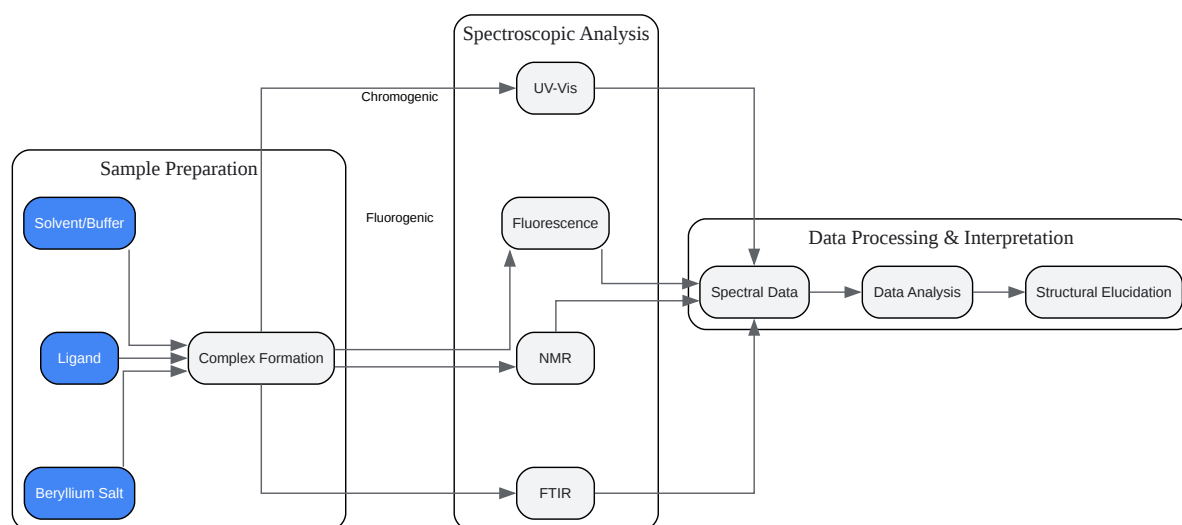 Spectroscopic Analysis
UV-Vis
Chromogenic
Sample Preparation
Solvent/Buffer
Fluorogenic
Fluorescence
Data Processing & Interpretation
Spectral Data
Data Analysis
Structural Elucidation
Ligand
Complex Formation
NMR
Beryllium Salt
FTIR